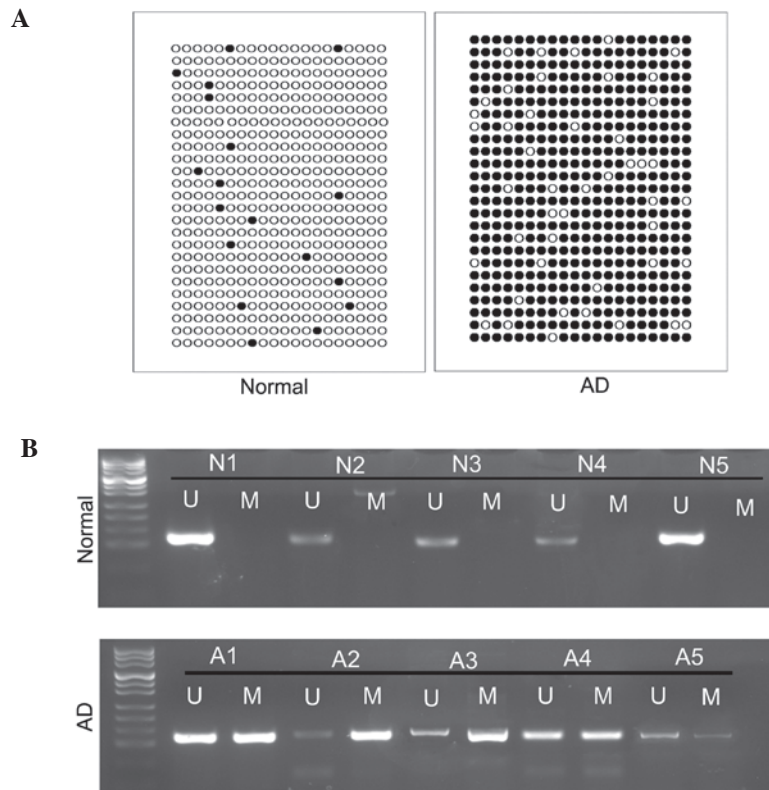 A
Normal
AD
B
Normal
N1 N2 N3 N4 N5
U M U M U M U M U M
AD
A1 A2 A3 A4 A5
U M U M U M U M U M